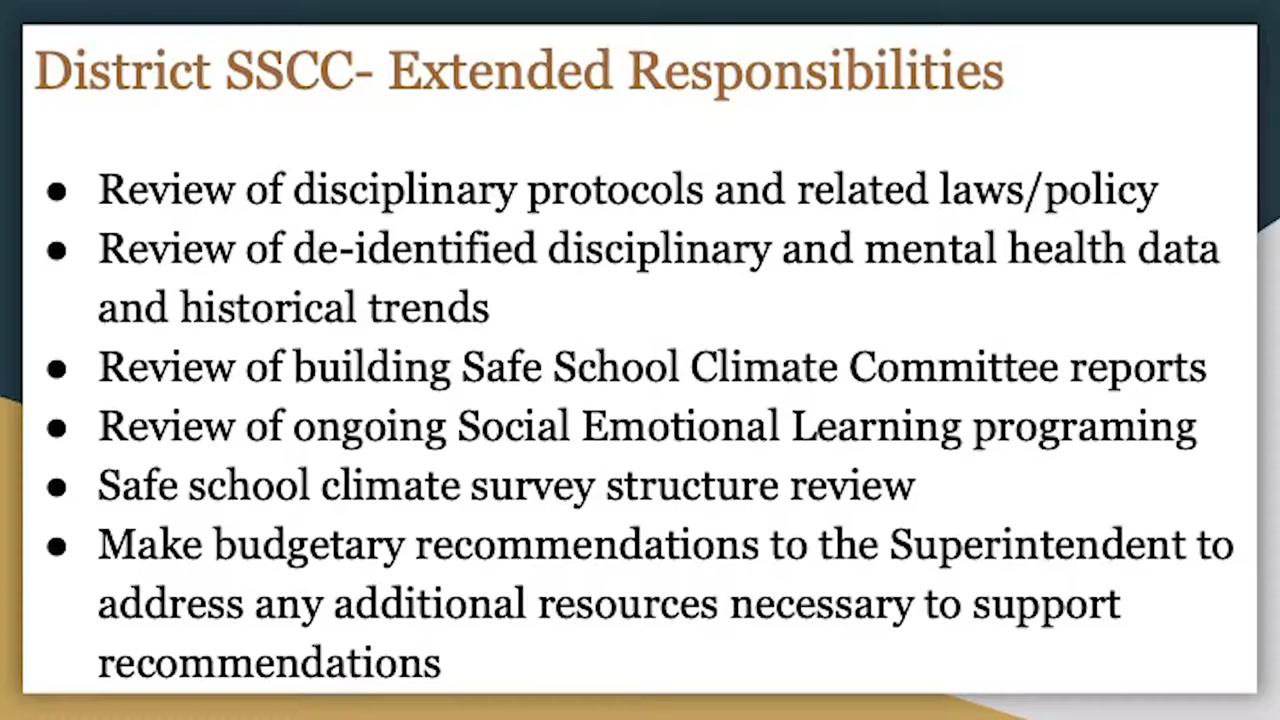 District SSCC- Extended Responsibilities
● Review of disciplinary protocols and related laws/policy
● Review of de-identified disciplinary and mental health data
and historical trends
● Review of building Safe School Climate Committee reports
● Review of ongoing Social Emotional Learning programing
● Safe school climate survey structure review
● Make budgetary recommendations to the Superintendent to
address any additional resources necessary to support
recommendations